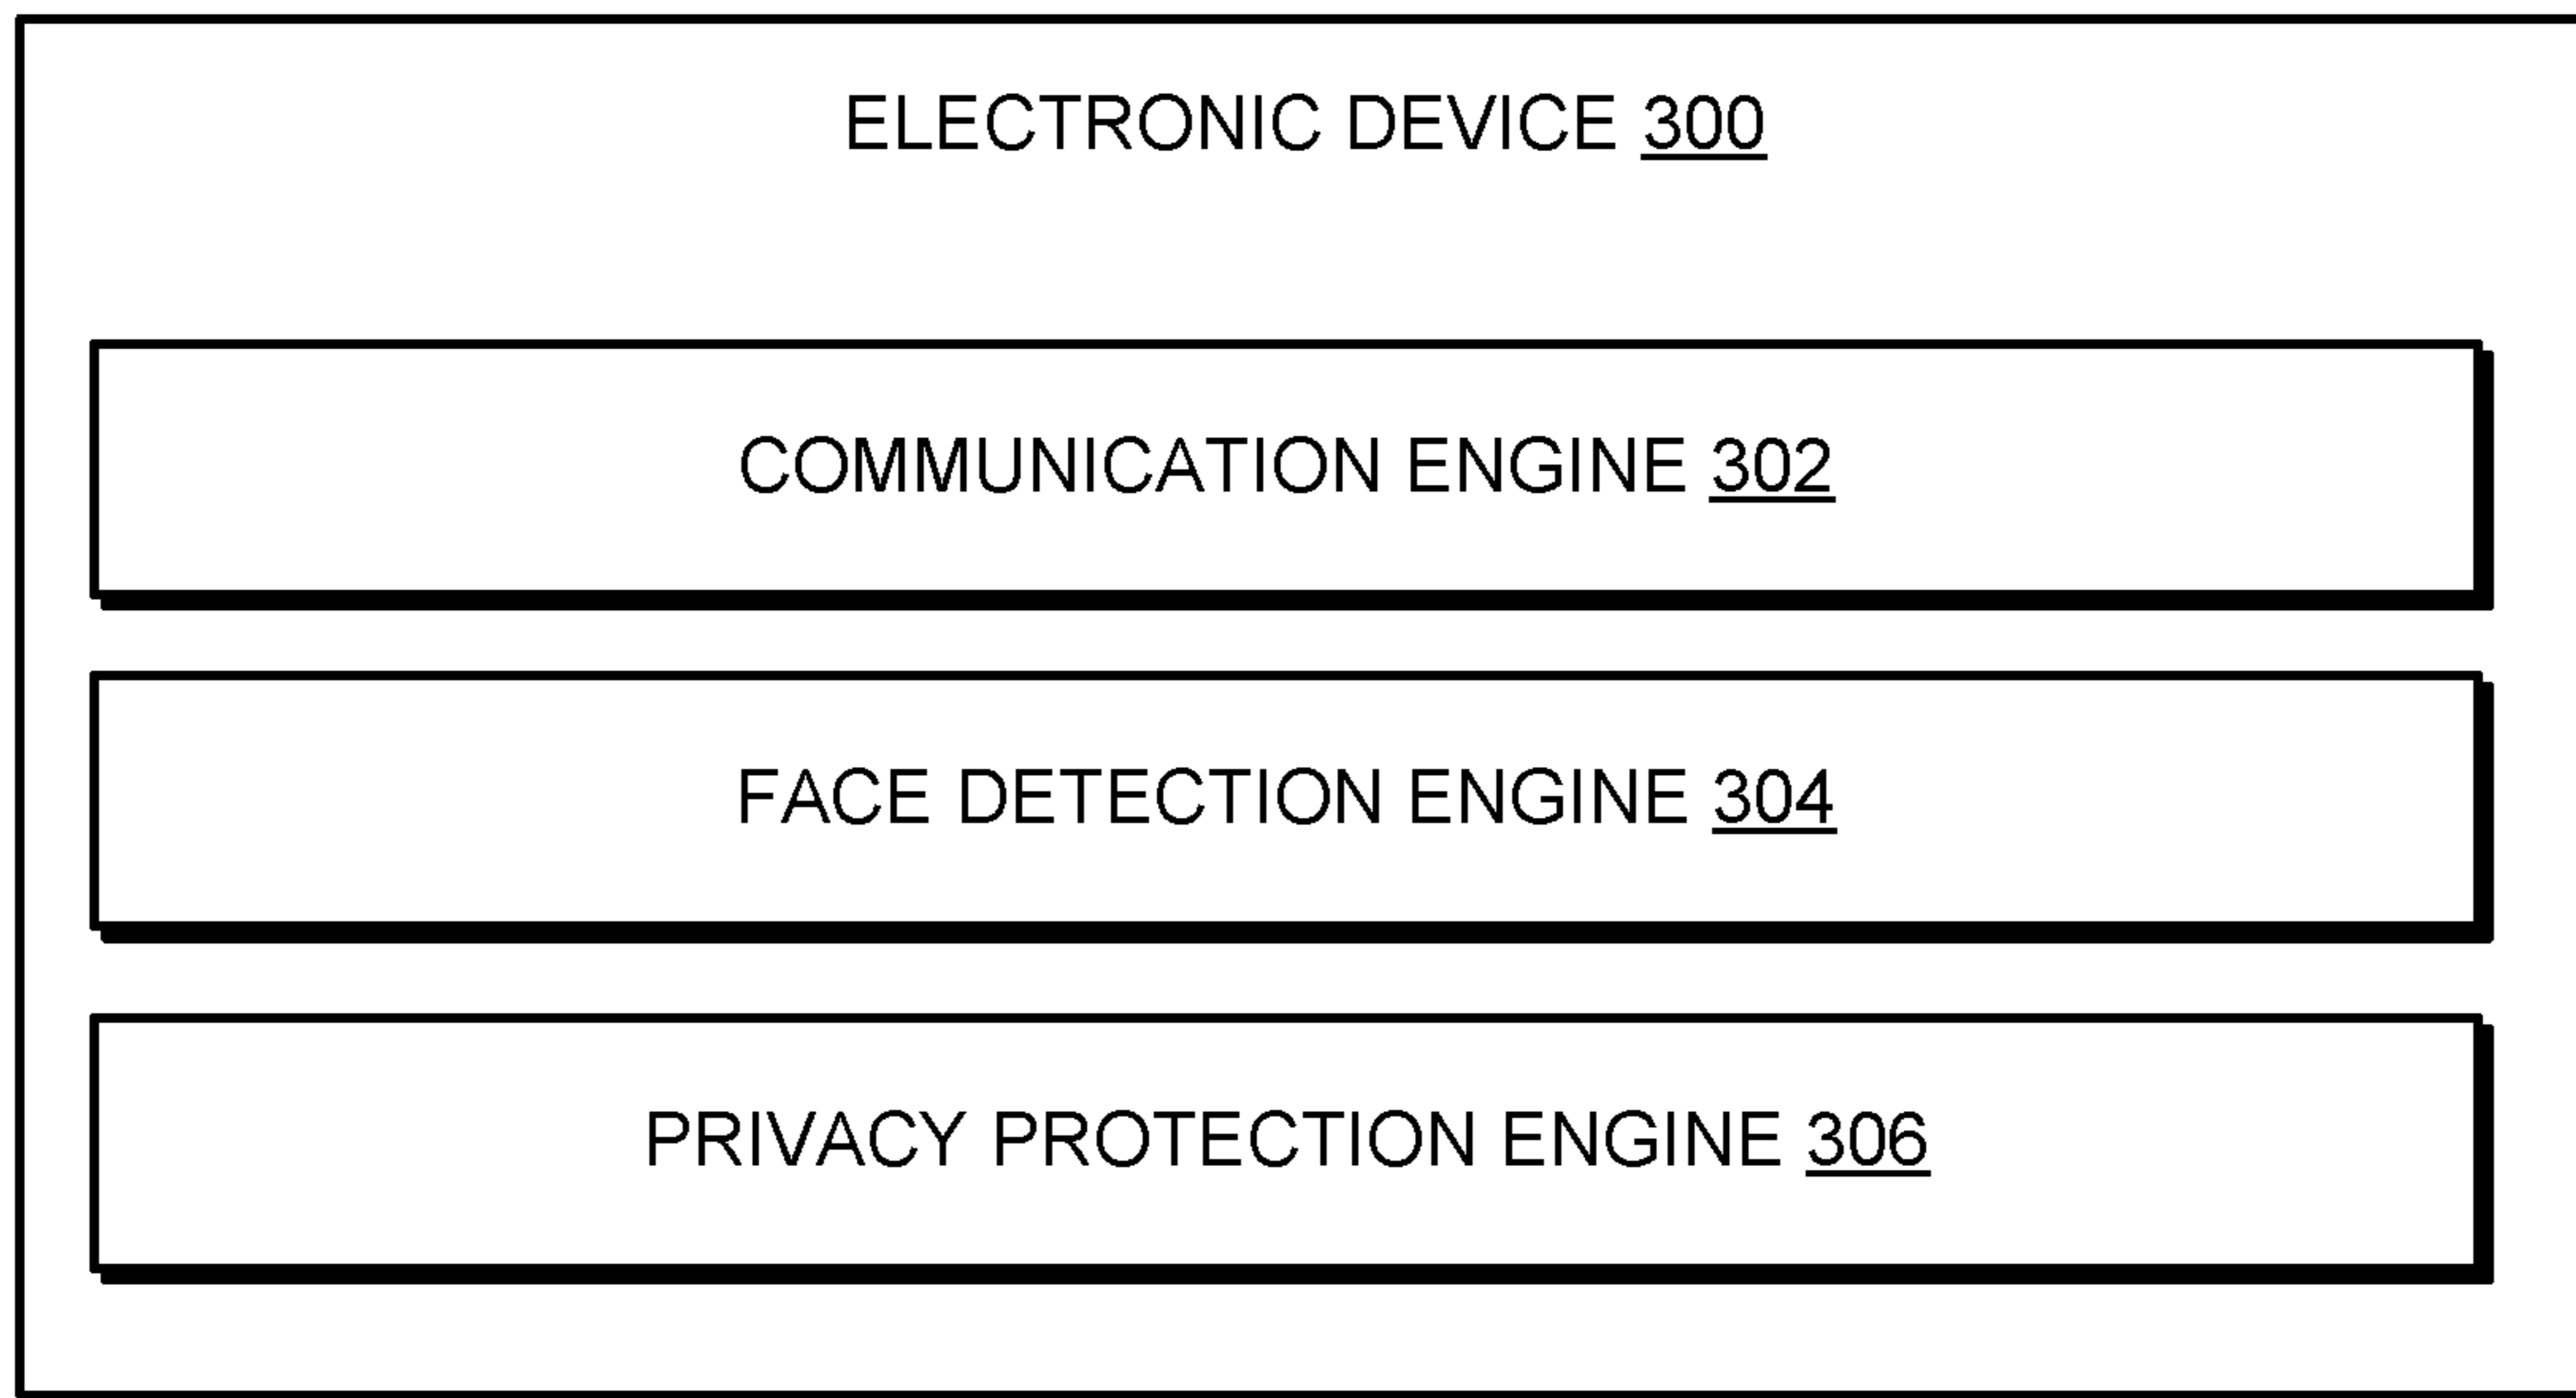 ELECTRONIC DEVICE 300
COMMUNICATION ENGINE 302
FACE DETECTION ENGINE 304
PRIVACY PROTECTION ENGINE 306